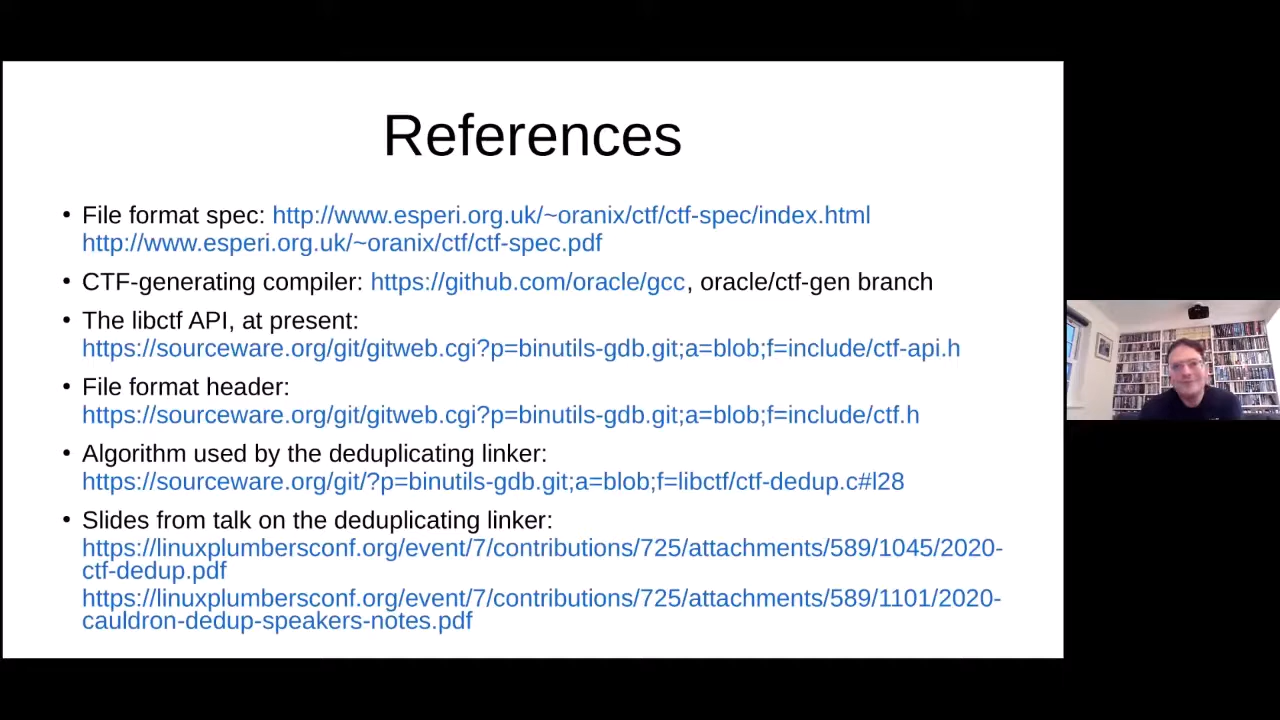 References
• File format spec: http://www.esperi.org.uk/~oranix/ctf/ctf-spec/index.html
http://www.esperi.org.uk/~oranix/ctf/ctf-spec.pdf
• CTF-generating compiler: https://github.com/oracle/gcc, oracle/ctf-gen branch
• The libctf API, at present:
https://sourceware.org/git/gitweb.cgi?p=binutils-gdb.git;a=blob;f=include/ctf-api.h
• File format header:
https://sourceware.org/git/gitweb.cgi?p=binutils-gdb.git;a=blob;f=include/ctf.h
• Algorithm used by the deduplicating linker:
https://sourceware.org/git/?p=binutils-gdb.git;a=blob;f=libctf/ctf-dedup.c#l28
• Slides from talk on the deduplicating linker:
https://linuxplumbersconf.org/event/7/contributions/725/attachments/589/1045/2020-
ctf-dedup.pdf
https://linuxplumbersconf.org/event/7/contributions/725/attachments/589/1101/2020-
cauldron-dedup-speakers-notes.pdf